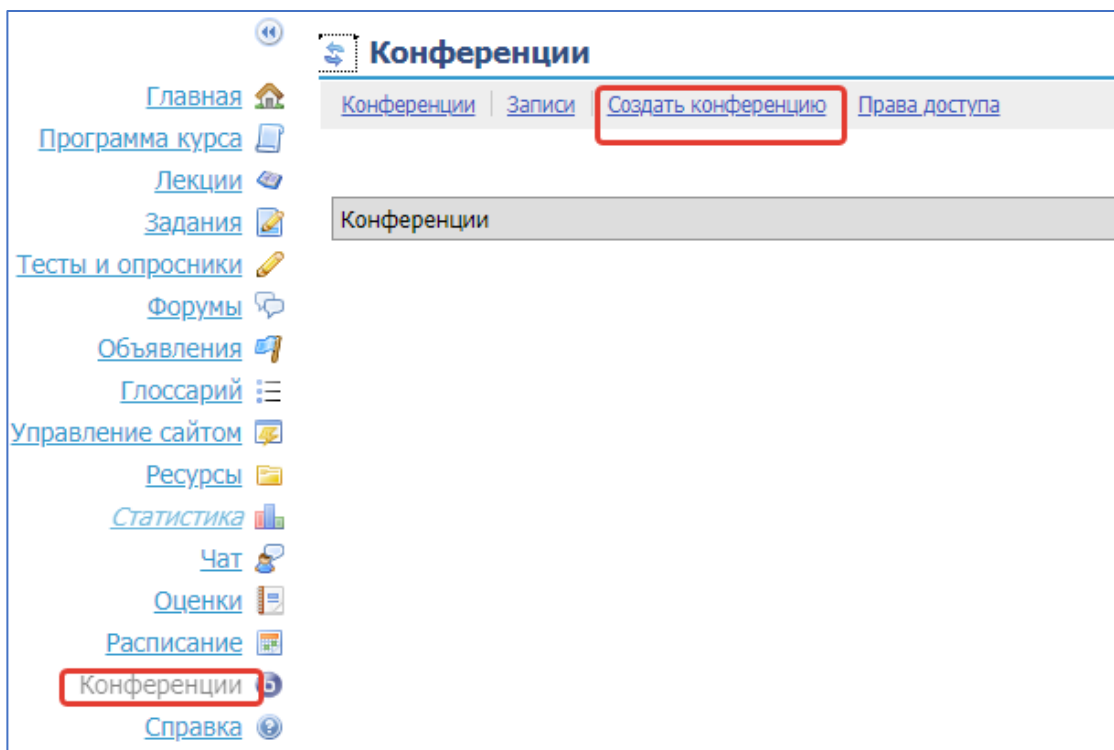 Конференции
Конференции Записи Создать конференцию Права доступа
Конференции
Главная
Программа курса
Лекции
Задания
Тесты и опросники
Форумы
Объявления
Глоссарий
Управление сайтом
Ресурсы
Статистика
Чат
Оценки
Расписание
Конференции
Справка